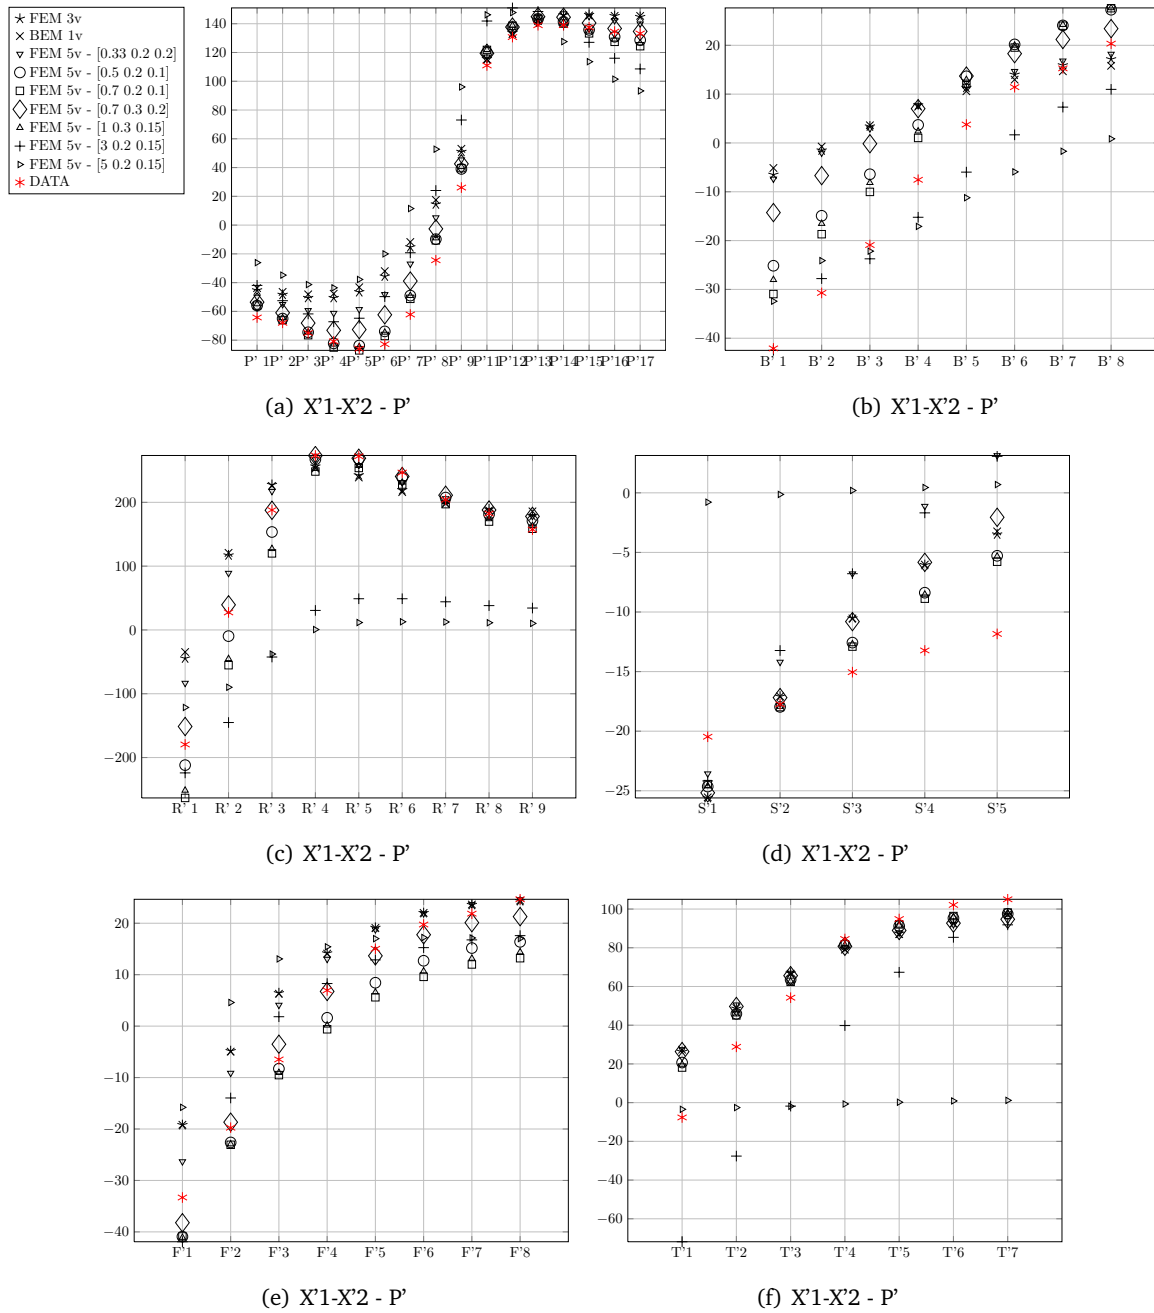 FEM 3v
BEM 1v
FEM 5v - [0.33 0.2 0.2]
FEM 5v - [0.5 0.2 0.1]
FEM 5v - [0.7 0.2 0.1]
FEM 5v - [0.7 0.3 0.2]
FEM 5v - [1 0.3 0.15]
FEM 5v - [3 0.2 0.15]
FEM 5v - [5 0.2 0.15]
DATA
140
120
100
80
60
40
20
0
−20
−40
−60
−80
P' 1P' 2P' 3P' 4P' 5P' 6P' 7P' 8P' 9P'11P'12P'13P'14P'15P'16P'17
(a) X'1-X'2 - P'
20
10
0
−10
−20
−30
−40
B' 1 B' 2 B' 3 B' 4 B' 5 B' 6 B' 7 B' 8
(b) X'1-X'2 - P'
200
100
0
−100
−200
R' 1 R' 2 R' 3 R' 4 R' 5 R' 6 R' 7 R' 8 R' 9
(c) X'1-X'2 - P'
0
−5
−10
−15
−20
−25
S'1 S'2 S'3 S'4 S'5
(d) X'1-X'2 - P'
20
10
0
−10
−20
−30
−40
F'1 F'2 F'3 F'4 F'5 F'6 F'7 F'8
(e) X'1-X'2 - P'
100
80
60
40
20
0
−20
−40
−60
T'1 T'2 T'3 T'4 T'5 T'6 T'7
(f) X'1-X'2 - P'